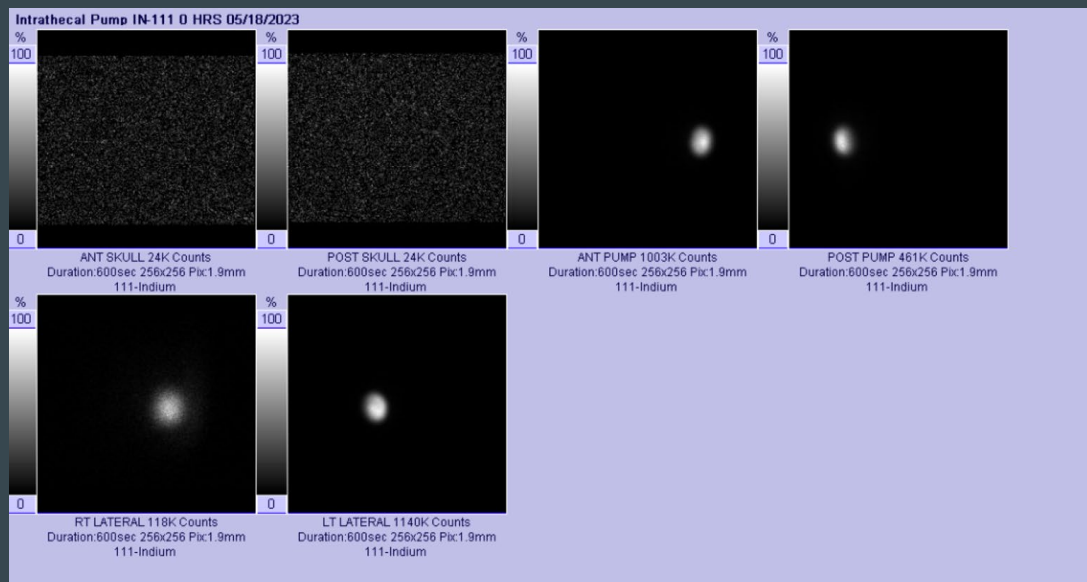 Intrathecal Pump IN-111 0 HRS 05/18/2023
%
100
0
ANT SKULL 24K Counts
Duration:600sec 256x256 Pix:1.9mm
111-Indium
%
100
0
POST SKULL 24K Counts
Duration:600sec 256x256 Pix:1.9mm
111-Indium
%
100
0
ANT PUMP 1003K Counts
Duration:600sec 256x256 Pix:1.9mm
111-Indium
%
100
0
POST PUMP 461K Counts
Duration:600sec 256x256 Pix:1.9mm
111-Indium
%
100
0
RT LATERAL 118K Counts
Duration:600sec 256x256 Pix:1.9mm
111-Indium
%
100
0
LT LATERAL 1140K Counts
Duration:600sec 256x256 Pix:1.9mm
111-Indium